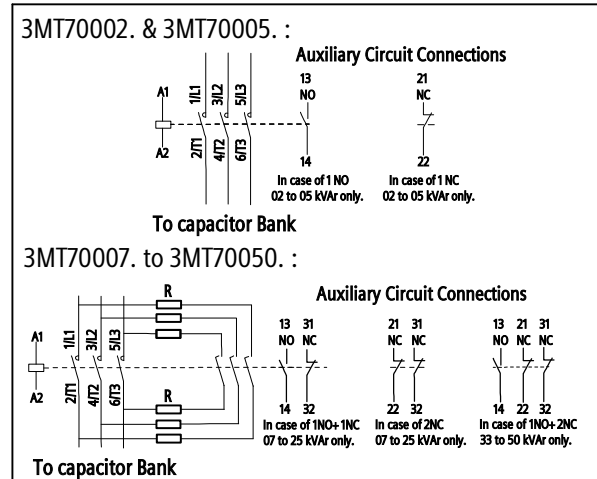 3MT70002. & 3MT70005. :
Auxiliary Circuit Connections
A1
A2
1/L1 3/L2 5/L3
2/T1 4/T2 6/T3
13
NO
14
21
NC
22
In case of 1 NO
02 to 05 kVAr only.
In case of 1 NC
02 to 05 kVAr only.
To capacitor Bank
3MT70007. to 3MT70050. :
R
Auxiliary Circuit Connections
A1
A2
1/L1 3/L2 5/L3
2/T1 4/T2 6/T3
R
13 31
NO NC
14 32
21 31
NC NC
22 32
13 21 31
NO NC NC
14 22 32
In case of 1NO+1NC
07 to 25 kVAr only.
In case of 2NC
07 to 25 kVAr only.
In case of 1NO+2NC
33 to 50 kVAr only.
To capacitor Bank